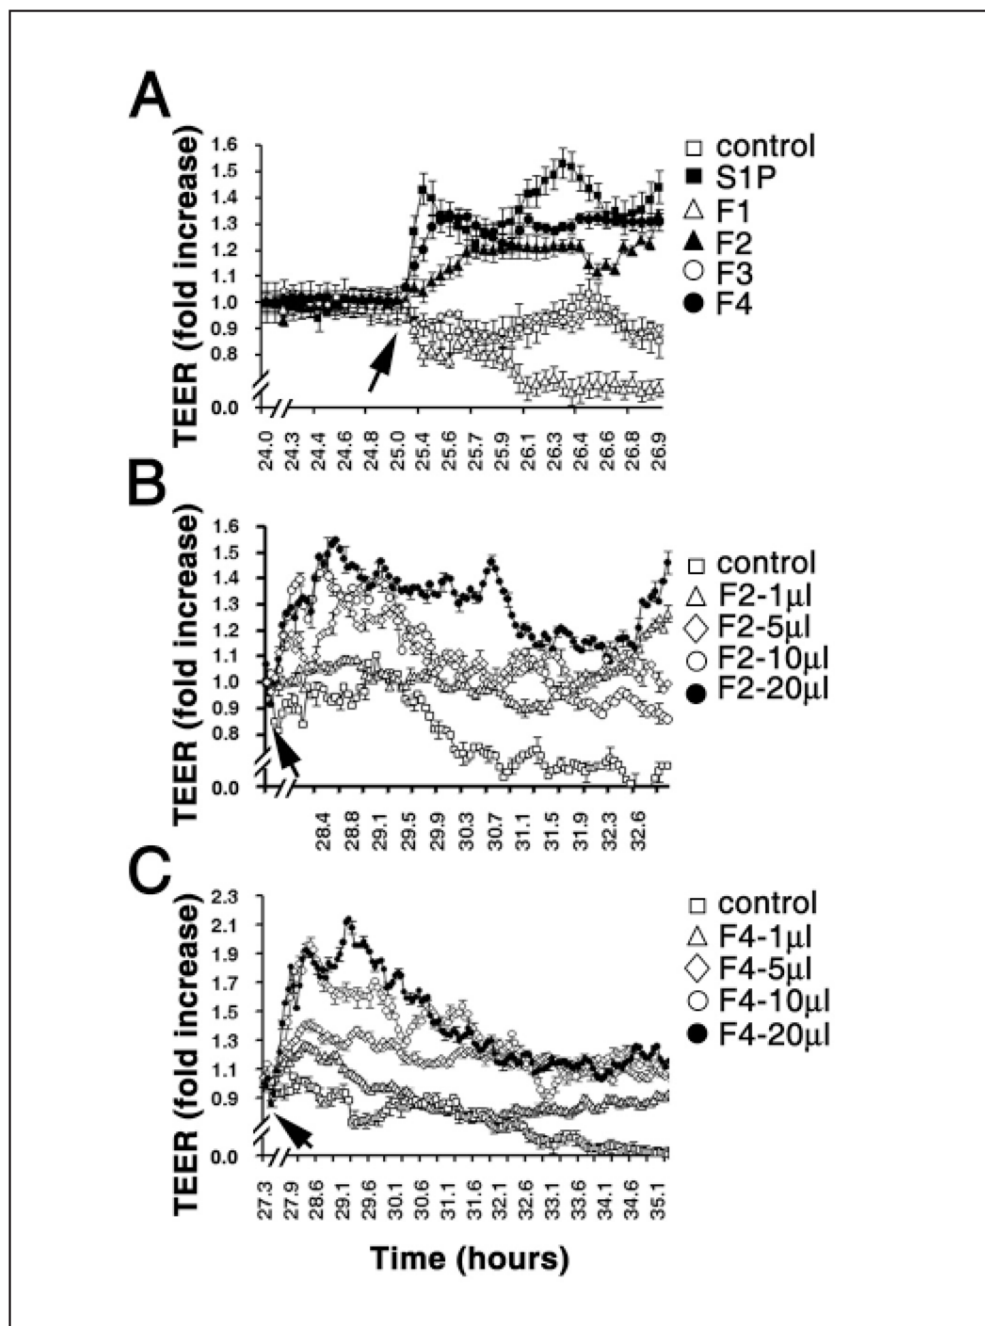 A
TEER (fold increase)
1.6
1.5
1.4
1.3
1.2
1.1
1.0
0.9
0.8
0.0
24.0 24.3 24.4 24.6 24.8 25.0 25.4 25.6 25.7 25.9 26.1 26.3 26.4 26.6 26.8 26.9
control
S1P
F1
F2
F3
F4
B
TEER (fold increase)
1.6
1.5
1.4
1.3
1.2
1.1
1.0
0.9
0.8
0.0
28.4 28.8 29.1 29.5 29.9 30.3 30.7 31.1 31.5 31.9 32.3 32.6
control
F2-1µl
F2-5µl
F2-10µl
F2-20µl
C
TEER (fold increase)
2.3
2.1
1.9
1.7
1.5
1.3
1.1
0.9
0.0
27.3 27.9 28.6 29.1 29.6 30.1 30.6 31.1 31.6 32.1 32.6 33.1 33.6 34.1 34.6 35.1
control
F4-1µl
F4-5µl
F4-10µl
F4-20µl
Time (hours)